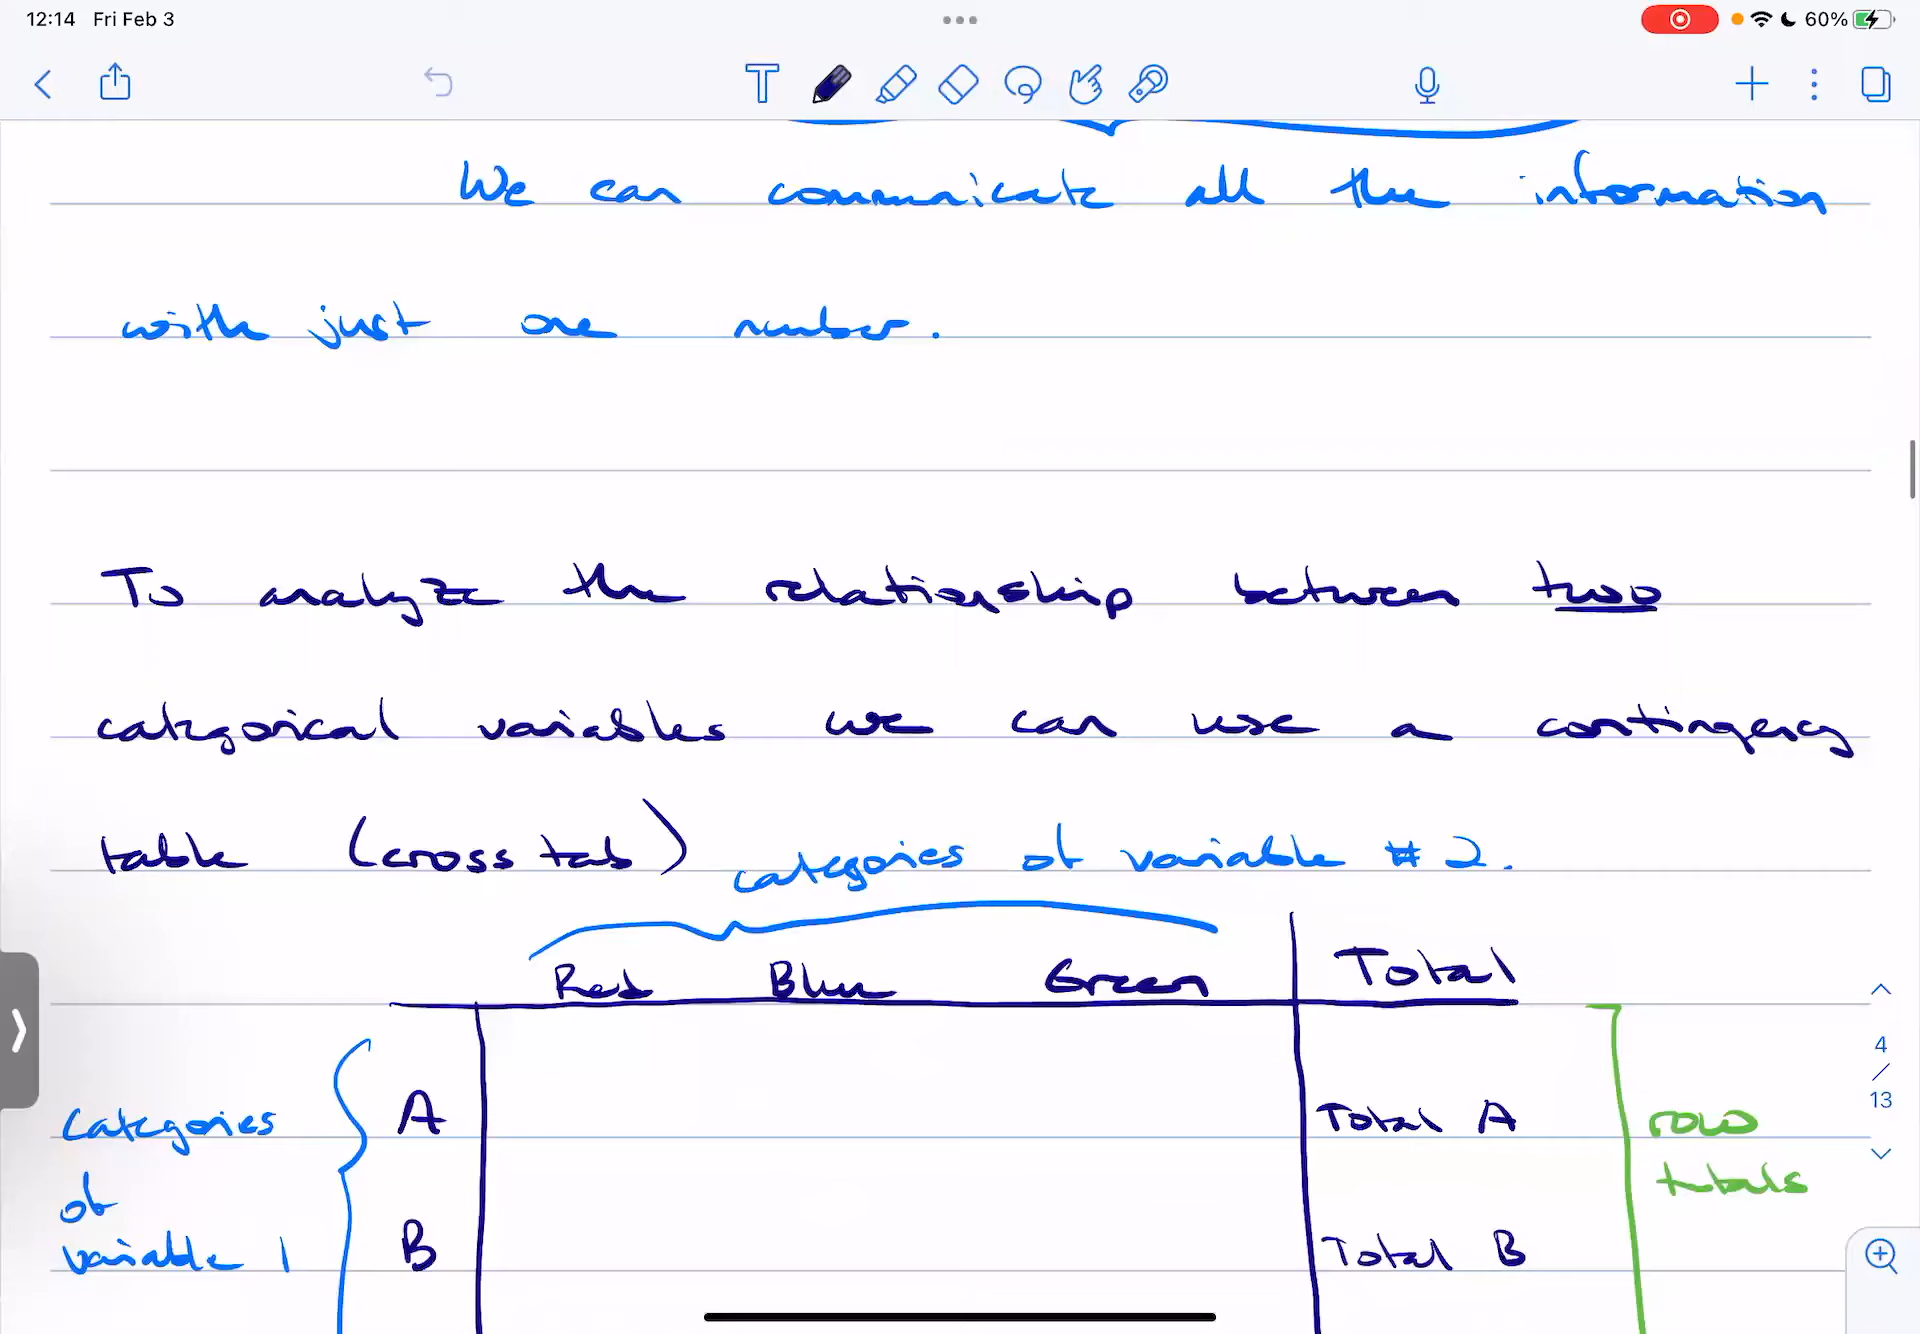 12:14 Fri Feb 3
60%
We can communicate all the information
with just one number.
To analyze the relationship between two
categorical variables we can use a contingency
table (cross tab) categories of variable # 2.
Red Blue Green Total
A Total A
B Total B
Categories
of
variable 1
row
totals
4
/
13